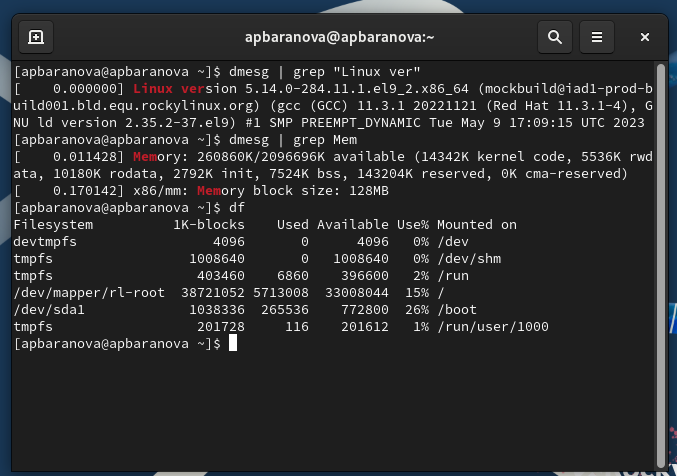 apbaranova@apbaranova:~
[apbaranova@apbaranova ~]$ dmesg | grep "Linux ver"
[    0.000000] Linux version 5.14.0-284.11.1.el9_2.x86_64 (mockbuild@iad1-prod-b
uild001.bld.equ.rockylinux.org) (gcc (GCC) 11.3.1 20221121 (Red Hat 11.3.1-4), G
NU ld version 2.35.2-37.el9) #1 SMP PREEMPT_DYNAMIC Tue May 9 17:09:15 UTC 2023
[apbaranova@apbaranova ~]$ dmesg | grep Mem
[    0.011428] Memory: 260860K/2096696K available (14342K kernel code, 5536K rwd
ata, 10180K rodata, 2792K init, 7524K bss, 143204K reserved, 0K cma-reserved)
[    0.170142] x86/mm: Memory block size: 128MB
[apbaranova@apbaranova ~]$ df
Filesystem          1K-blocks    Used Available Use% Mounted on
devtmpfs                 4096       0      4096   0% /dev
tmpfs                 1008640       0   1008640   0% /dev/shm
tmpfs                  403460    6860    396600   2% /run
/dev/mapper/rl-root  38721052 5713008  33008044  15% /
/dev/sda1             1038336  265536    772800  26% /boot
tmpfs                  201728     116    201612   1% /run/user/1000
[apbaranova@apbaranova ~]$